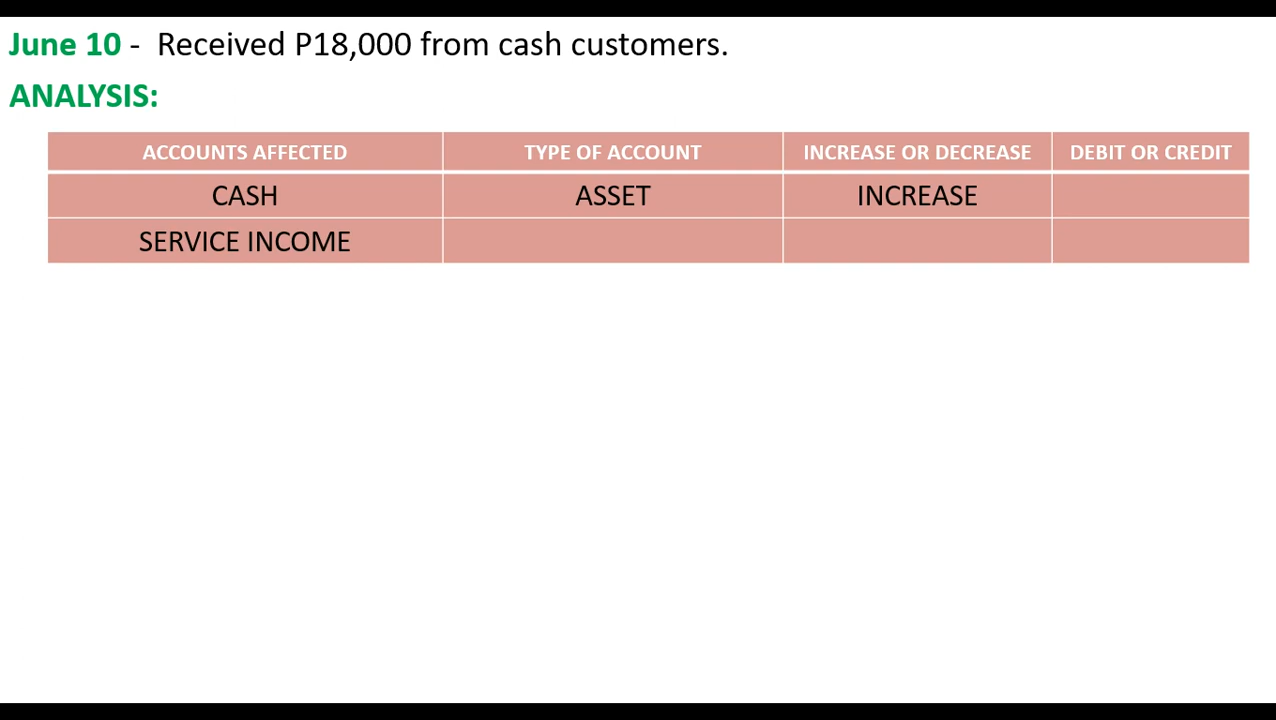 June 10 - Received P18,000 from cash customers.
ANALYSIS:
ACCOUNTS AFFECTED TYPE OF ACCOUNT INCREASE OR DECREASE DEBIT OR CREDIT
CASH ASSET INCREASE
SERVICE INCOME